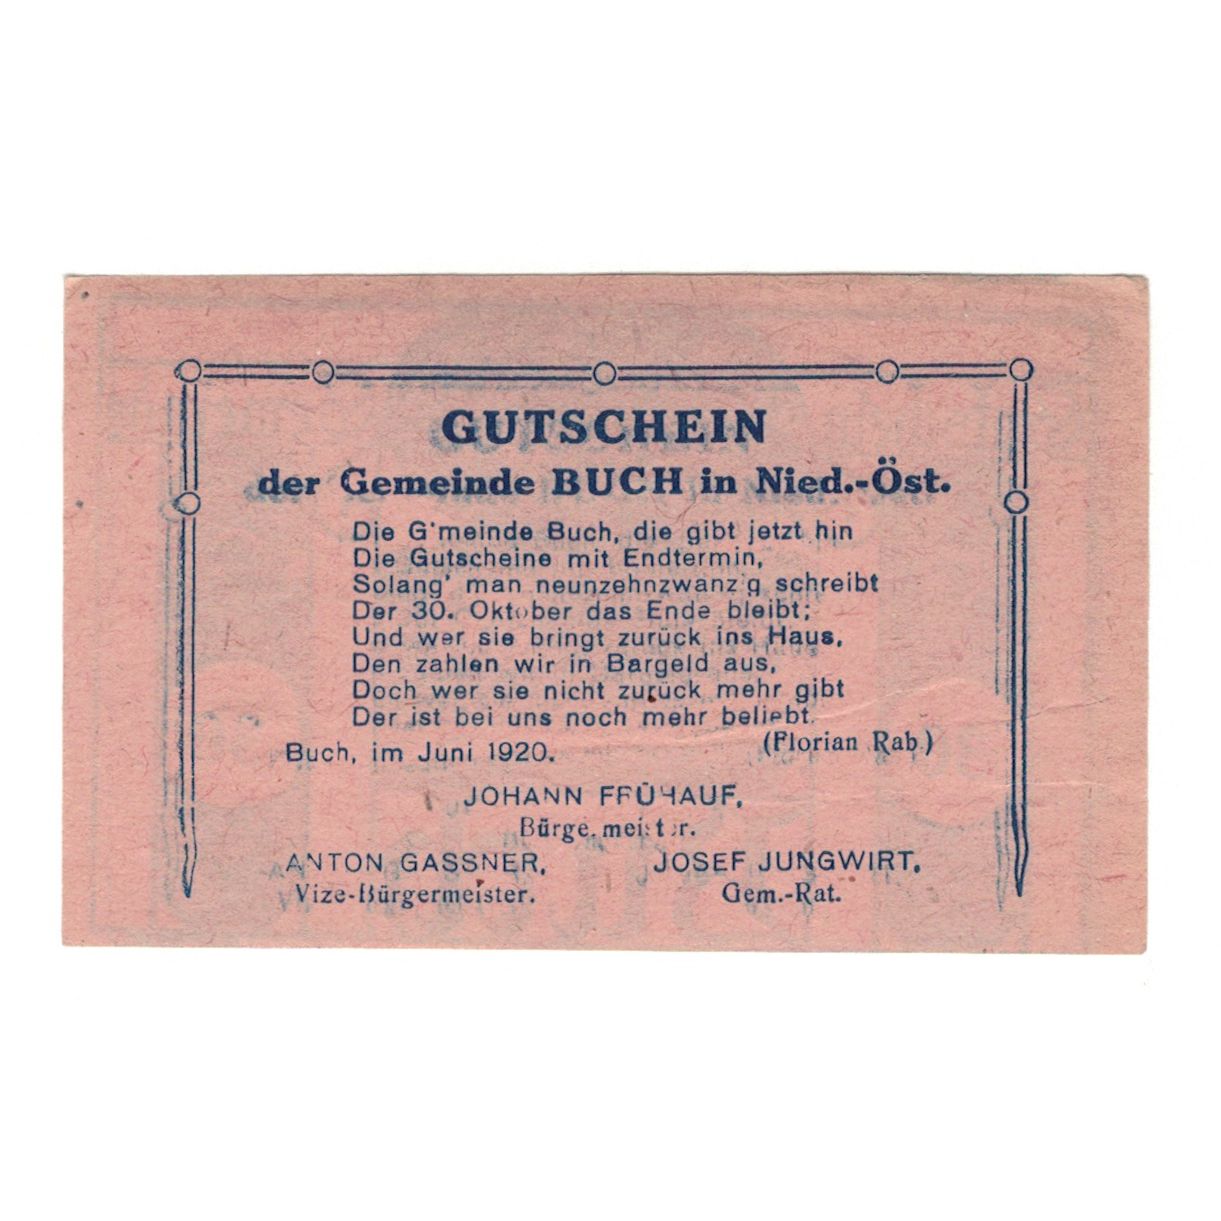 GUTSCHEIN
der Gemeinde BUCH in Nied.-Öst.
Die G'meinde Buch, die gibt jetzt hin
Die Gutscheine mit Endtermin,
Solang' man neunzehnzwanzig schreibt
Der 30. Oktober das Ende bleibt;
Und wer sie bringt zurück ins Haus,
Den zahlen wir in Bargeld aus,
Doch wer sie nicht zurück mehr gibt
Der ist bei uns noch mehr beliebt.
(Florian Rab.)
Buch, im Juni 1920.
JOHANN FRÜHAUF,
Bürgermeister.
ANTON GASSNER,
Vize-Bürgermeister.
JOSEF JUNGWIRT,
Gem.-Rat.